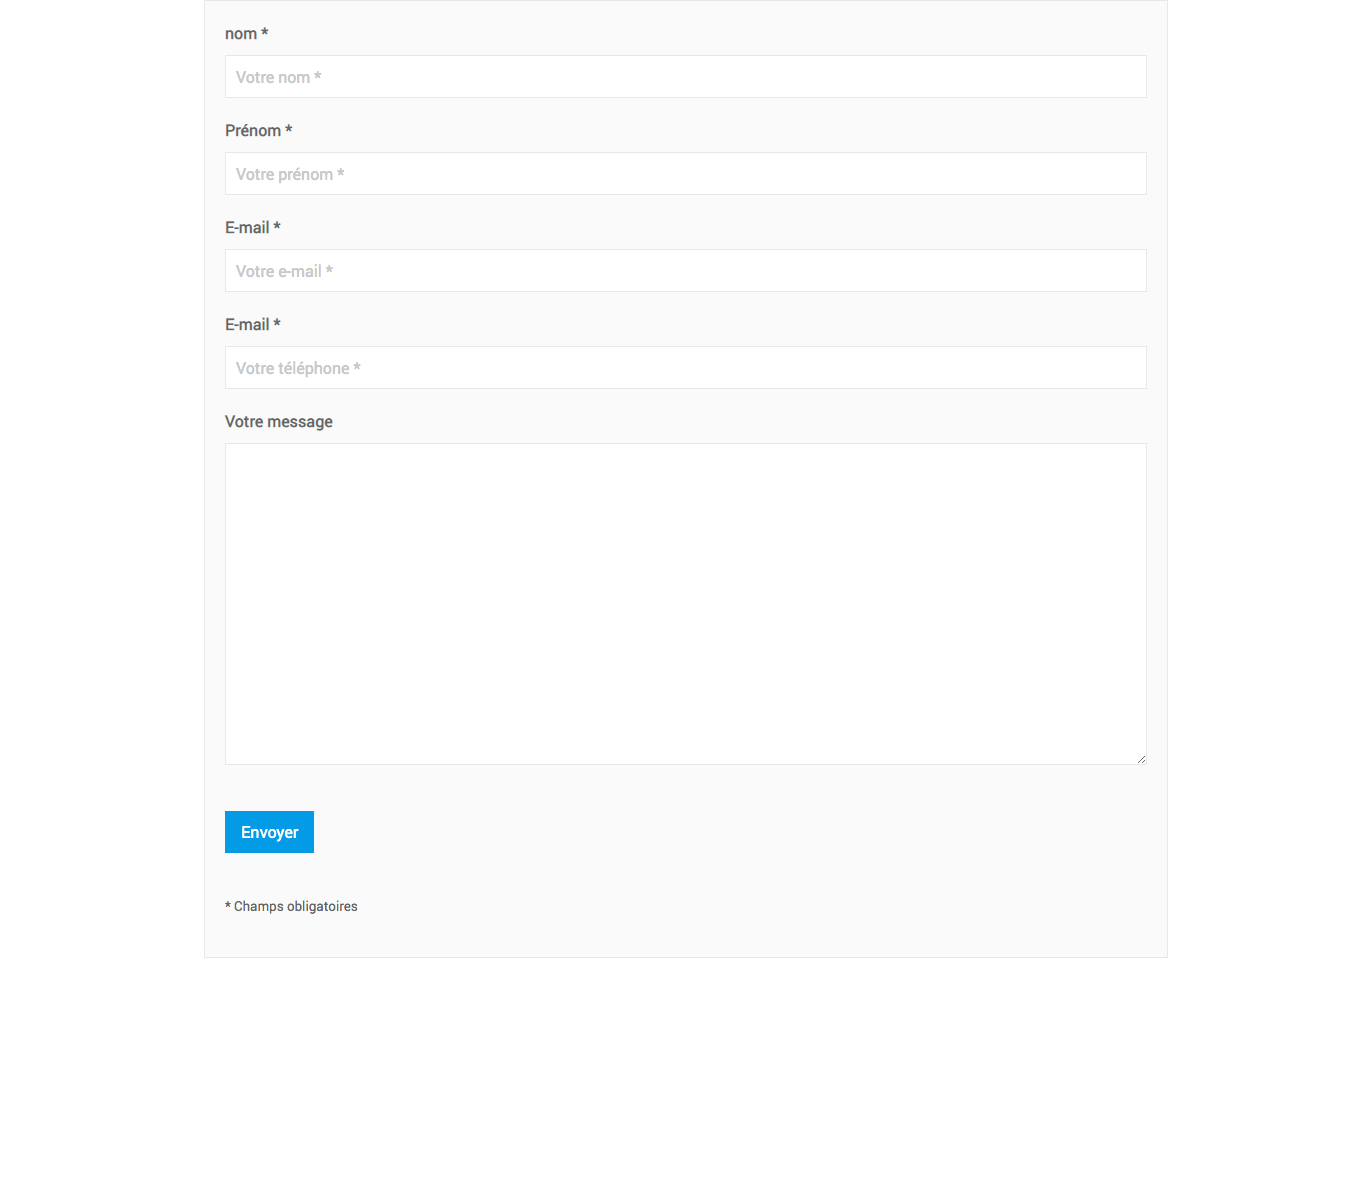 nom *
Votre nom *
Prénom *
Votre prénom *
E-mail *
Votre e-mail *
E-mail *
Votre téléphone *
Votre message
Envoyer
* Champs obligatoires